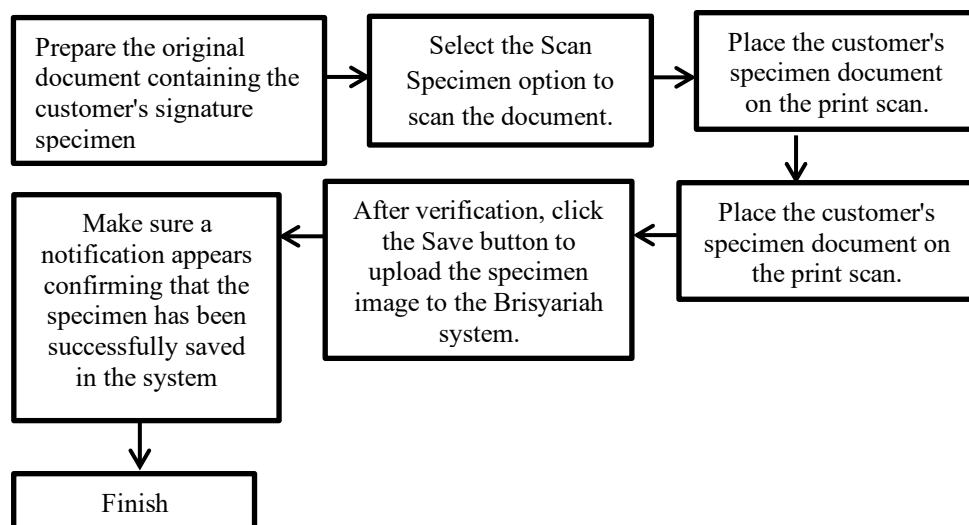 Prepare the original
document containing the
customer's signature
specimen
Select the Scan
Specimen option to
scan the document.
Place the customer's
specimen document
on the print scan.
Place the customer's
specimen document on
the print scan.
After verification, click
the Save button to
upload the specimen
image to the Brisyariah
system.
Make sure a
notification appears
confirming that the
specimen has been
successfully saved
in the system
Finish